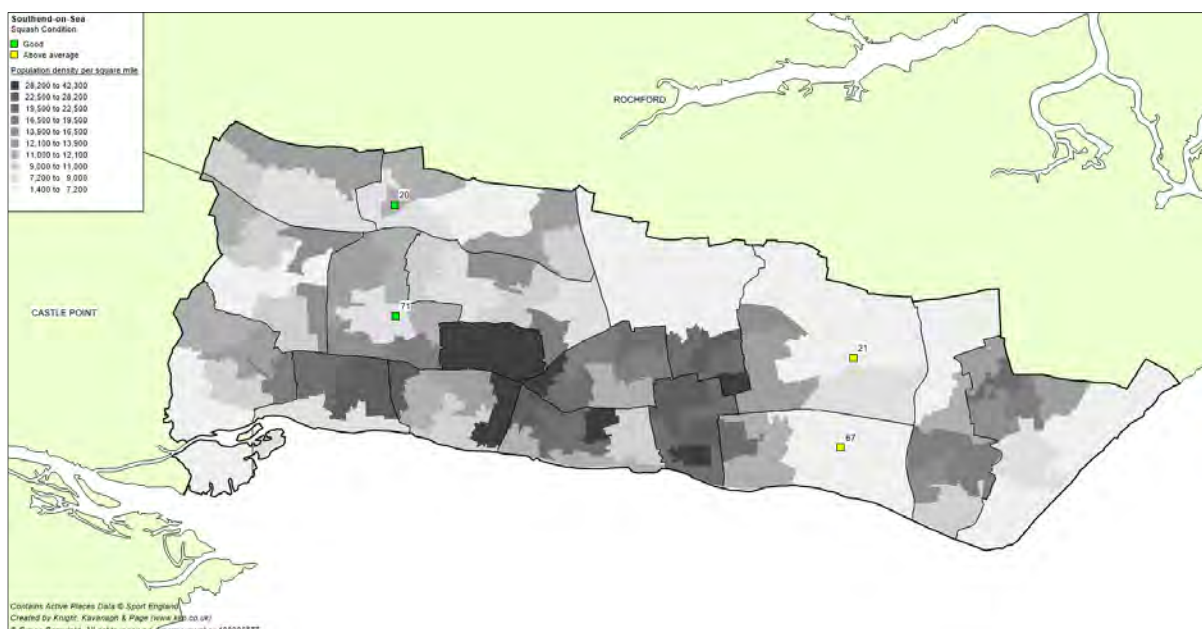 Southend-on-Sea
Squash Condition
Good
Above average
Population density per square mile
28,200 to 42,300
22,500 to 28,200
19,500 to 22,500
16,500 to 19,500
13,900 to 16,500
12,100 to 13,900
11,000 to 12,100
9,000 to 11,000
7,200 to 9,000
1,400 to 7,200
ROCHFORD
20
CASTLE POINT
71
21
67
Contains Active Places Data © Sport England
Created by Knight, Kavanagh & Page (www.kkp.co.uk)